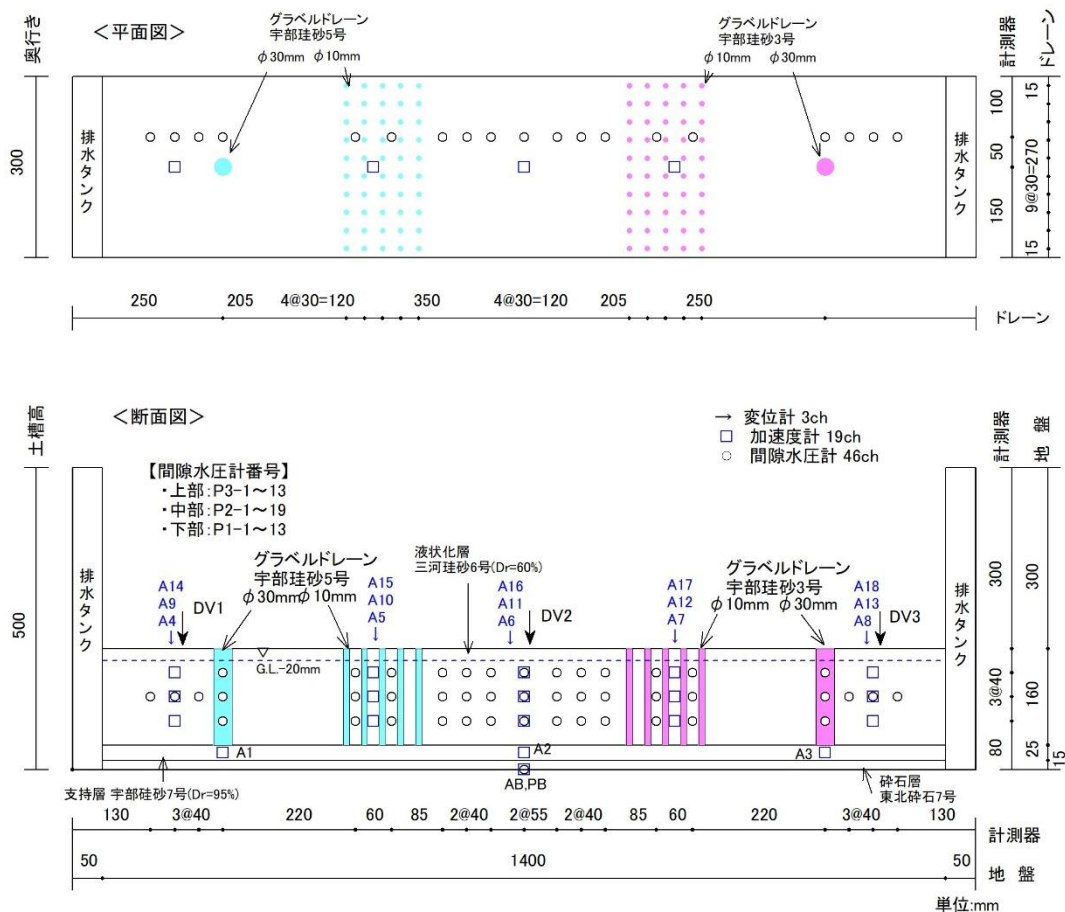 ＜平面図＞
グラベルドレーン
宇部珪砂5号
φ30mm φ10mm
グラベルドレーン
宇部珪砂3号
φ10mm φ30mm
奥行き
300
排水タンク
排水タンク
計測器
ドレーン
100
50
150
15
9@30=270
15
250 205 4@30=120 350 4@30=120 205 250
ドレーン
＜断面図＞
→ 変位計 3ch
□ 加速度計 19ch
○ 間隙水圧計 46ch
土槽高
500
【間隙水圧計番号】
・上部:P3-1～13
・中部:P2-1～19
・下部:P1-1～13
計測器
地盤
排水タンク
排水タンク
グラベルドレーン
宇部珪砂5号
φ30mm φ10mm
液状化層
三河珪砂6号(Dr=60%)
グラベルドレーン
宇部珪砂3号
φ10mm φ30mm
A14
A9
A4
DV1
A15
A10
A5
A16
A11
A6
DV2
A17
A12
A7
A18
A13
A8
DV3
G.L.-20mm
300
3@40
80
300
160
25
15
A1
A2
A3
AB,PB
支持層 宇部硅砂7号(Dr=95%)
砕石層
東北砕石7号
130 3@40 220 60 85 2@40 2@55 2@40 85 60 220 3@40 130
計測器
50 1400 50
地盤
単位:mm